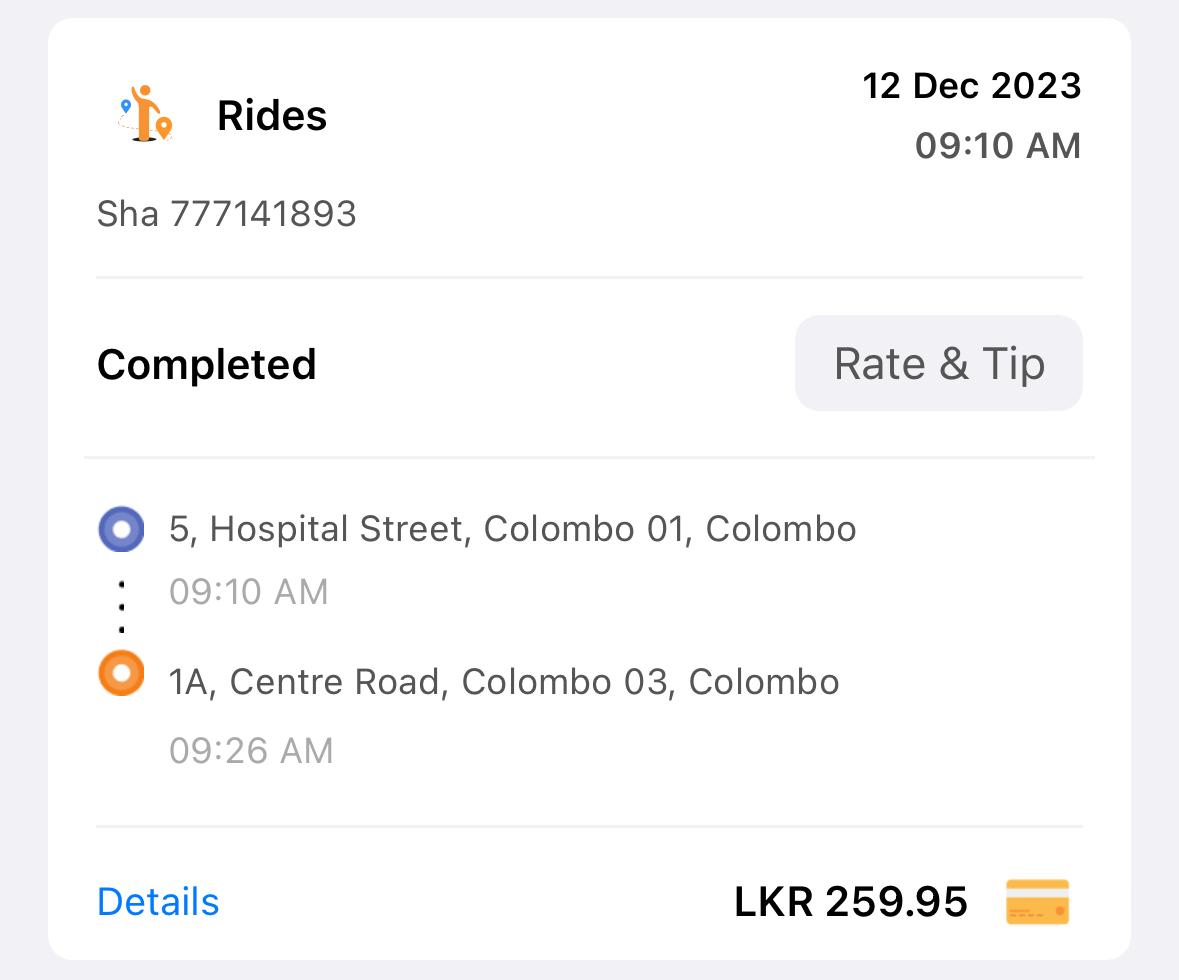 Rides
12 Dec 2023
09:10 AM
Sha 777141893
Completed
Rate & Tip
5, Hospital Street, Colombo 01, Colombo
09:10 AM
1A, Centre Road, Colombo 03, Colombo
09:26 AM
Details
LKR 259.95